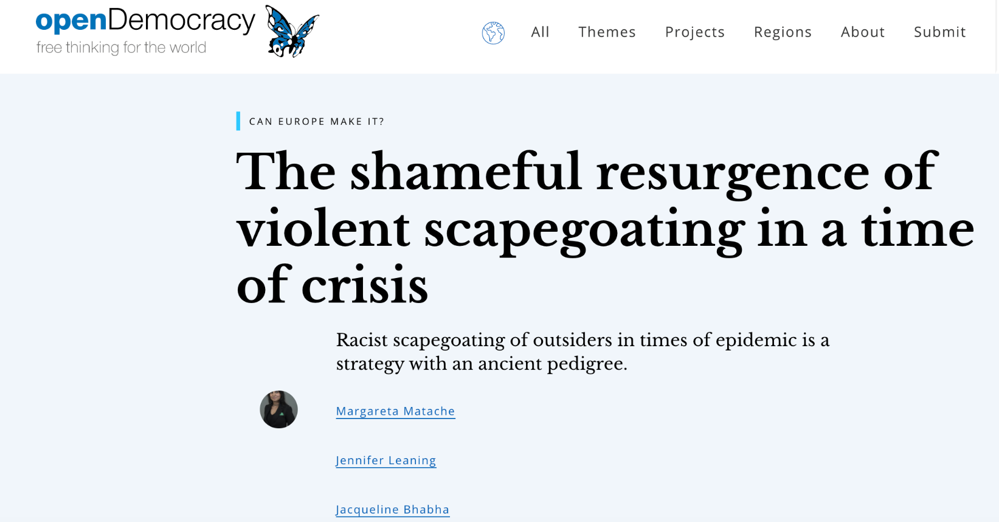 openDemocracy
free thinking for the world
All Themes Projects Regions About Submit
CAN EUROPE MAKE IT?
The shameful resurgence of
violent scapegoating in a time
of crisis
Racist scapegoating of outsiders in times of epidemic is a
strategy with an ancient pedigree.
Margareta Matache
Jennifer Leaning
Jacqueline Bhabha